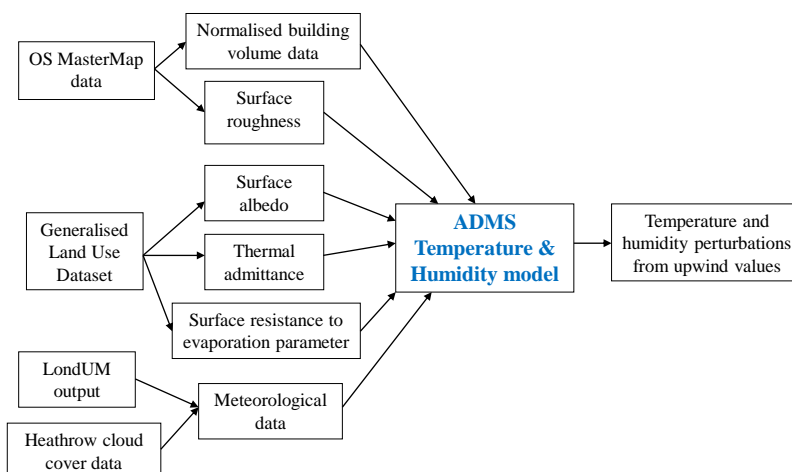 Normalised building
volume data
OS MasterMap
data
Surface
roughness
Surface
albedo
Generalised
Land Use
Dataset
Thermal
admittance
Surface resistance to
evaporation parameter
LondUM
output
Meteorological
data
Heathrow cloud
cover data
ADMS
Temperature &
Humidity model
Temperature and
humidity perturbations
from upwind values